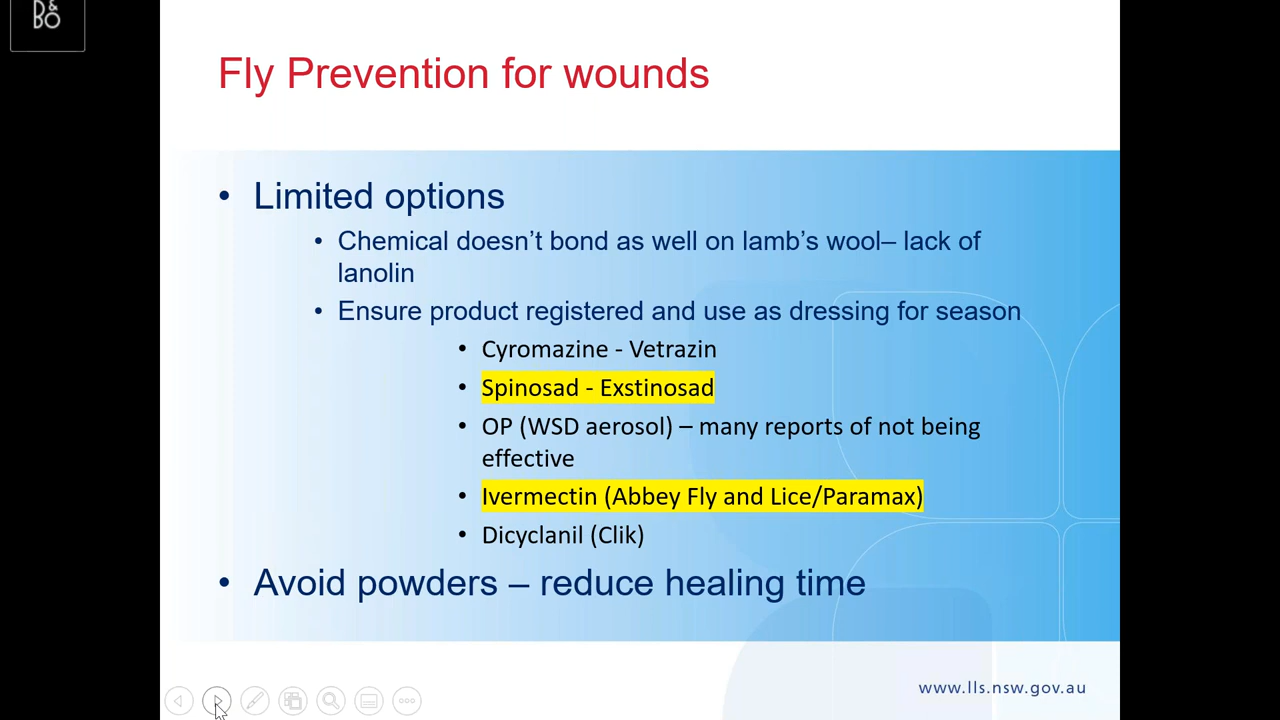 D&
BO
Fly Prevention for wounds
• Limited options
• Chemical doesn't bond as well on lamb's wool– lack of
lanolin
• Ensure product registered and use as dressing for season
• Cyromazine - Vetrazin
• Spinosad - Exstinosad
• OP (WSD aerosol) – many reports of not being
effective
• Ivermectin (Abbey Fly and Lice/Paramax)
• Dicyclanil (Clik)
• Avoid powders – reduce healing time
www.lls.nsw.gov.au